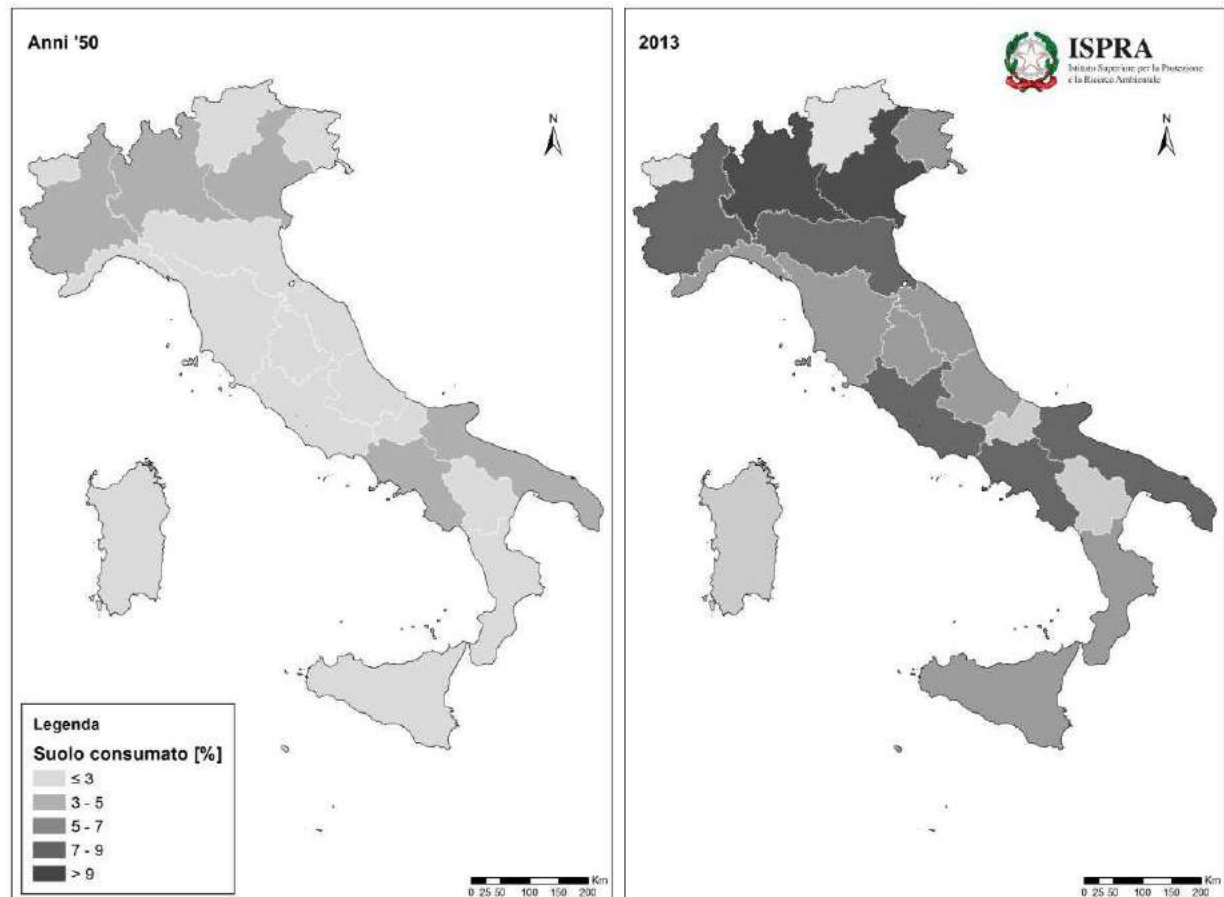 Anni '50
N
Legenda
Suolo consumato [%]
≤ 3
3 - 5
5 - 7
7 - 9
> 9
Km
0 25 50 100 150 200
2013
ISPRA
Istituto Superiore per la Protezione
e la Ricerca Ambientale
N
Km
0 25 50 100 150 200